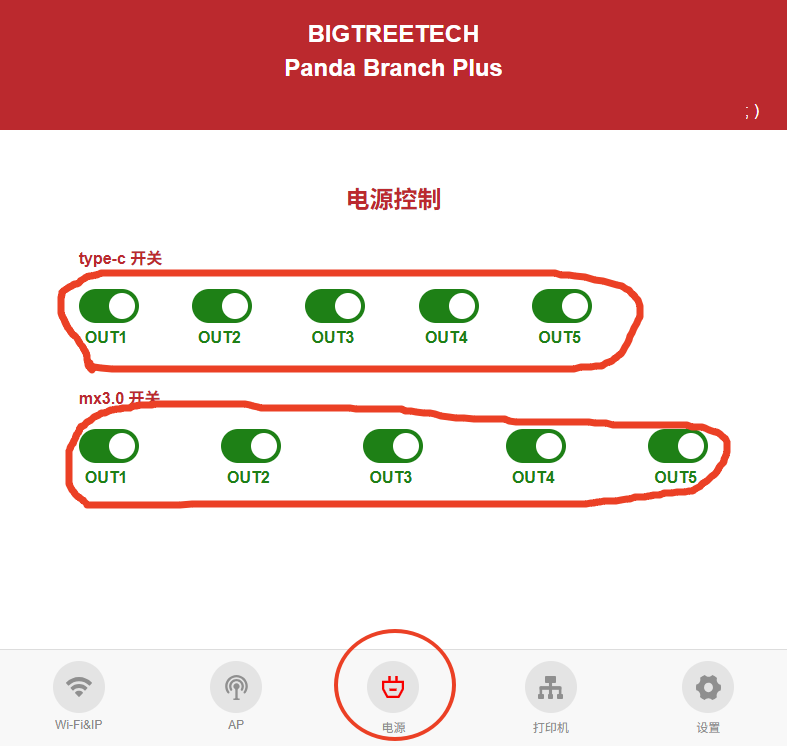 BIGTREETECH
Panda Branch Plus
; )
电源控制
type-c 开关
OUT1 OUT2 OUT3 OUT4 OUT5
mx3.0 开关
OUT1 OUT2 OUT3 OUT4 OUT5
Wi-Fi&IP AP 电源 打印机 设置